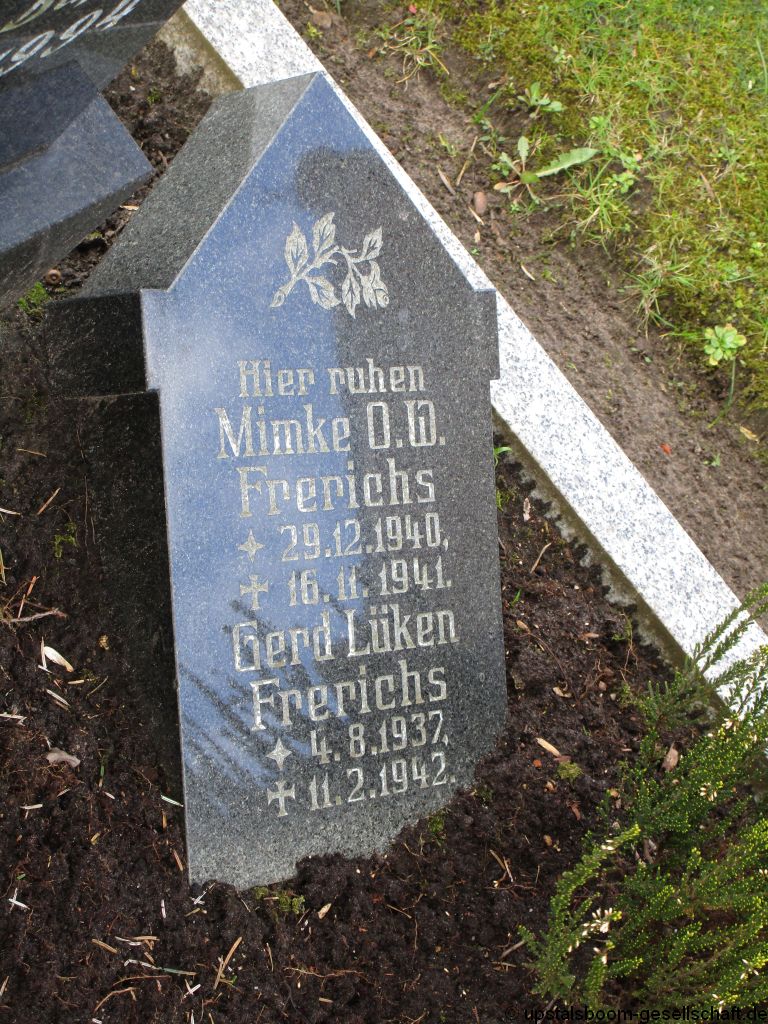 1994
Hier ruhen
Mimke O.W.
Frerichs
29.12.1940,
16.11.1941.
Gerd Lüken
Frerichs
4.8.1937,
11.2.1942.
© upstalsboom-gesellschaft.de